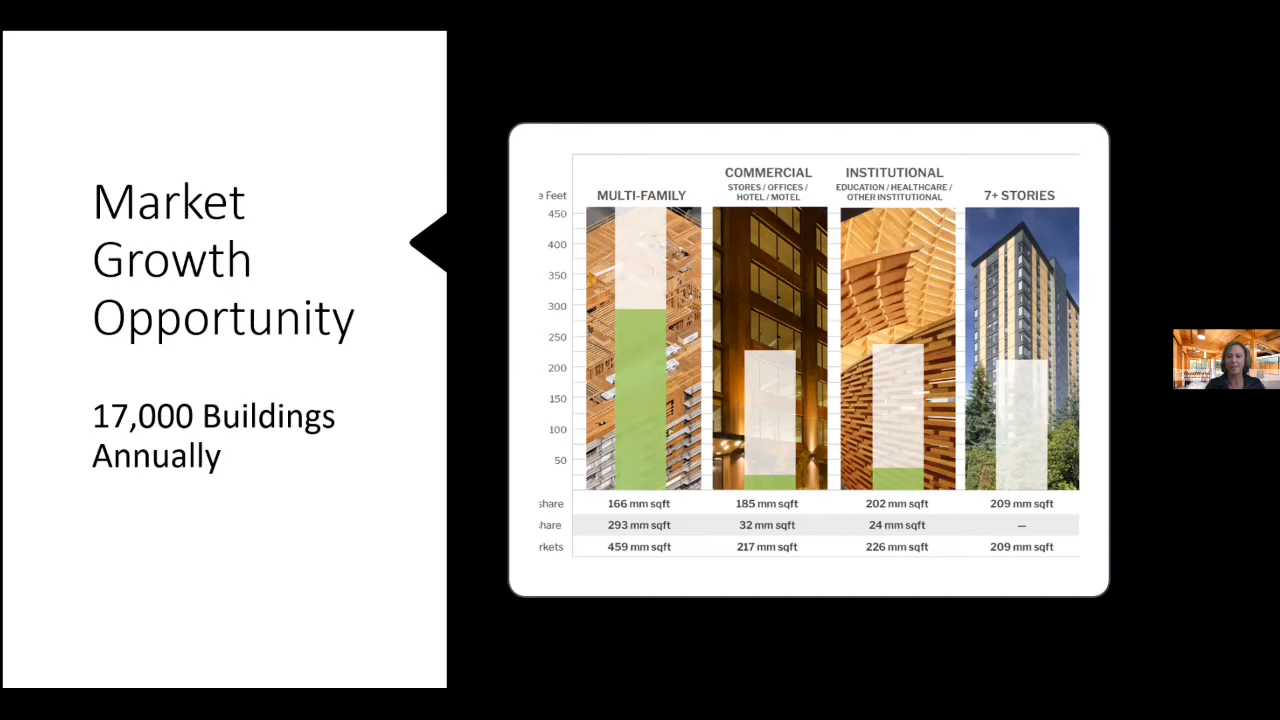 Market
Growth
Opportunity
17,000 Buildings
Annually
e Feet
MULTI-FAMILY
COMMERCIAL
STORES / OFFICES /
HOTEL / MOTEL
INSTITUTIONAL
EDUCATION / HEALTHCARE /
OTHER INSTITUTIONAL
7+ STORIES
450
400
350
300
250
200
150
100
50
share 166 mm sqft 185 mm sqft 202 mm sqft 209 mm sqft
hare 293 mm sqft 32 mm sqft 24 mm sqft —
rkets 459 mm sqft 217 mm sqft 226 mm sqft 209 mm sqft